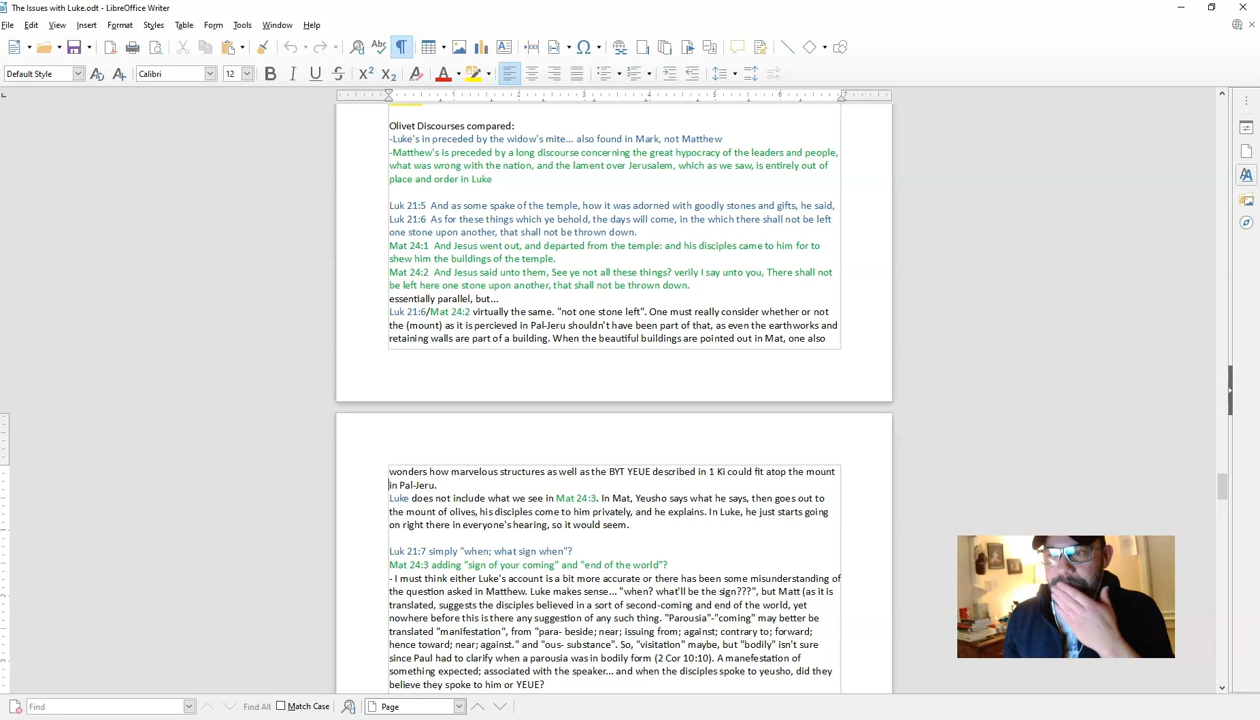 The Issues with Luke.odt - LibreOffice Writer
File Edit View Insert Format Styles Table Form Tools Window Help
Default Style Calibri 12
1 2 3 4 5 6 7
Olivet Discourses compared:
-Luke's in preceded by the widow's mite... also found in Mark, not Matthew
-Matthew's is preceded by a long discourse concerning the great hypocracy of the leaders and people,
what was wrong with the nation, and the lament over Jerusalem, which as we saw, is entirely out of
place and order in Luke
Luk 21:5 And as some spake of the temple, how it was adorned with goodly stones and gifts, he said,
Luk 21:6 As for these things which ye behold, the days will come, in the which there shall not be left
one stone upon another, that shall not be thrown down.
Mat 24:1 And Jesus went out, and departed from the temple: and his disciples came to him for to
shew him the buildings of the temple.
Mat 24:2 And Jesus said unto them, See ye not all these things? verily I say unto you, There shall not
be left here one stone upon another, that shall not be thrown down.
essentially parallel, but...
Luk 21:6/Mat 24:2 virtually the same. "not one stone left". One must really consider whether or not
the (mount) as it is percieved in Pal-Jeru shouldn't have been part of that, as even the earthworks and
retaining walls are part of a building. When the beautiful buildings are pointed out in Mat, one also
wonders how marvelous structures as well as the BYT YEUE described in 1 Ki could fit atop the mount
in Pal-Jeru.
Luke does not include what we see in Mat 24:3. In Mat, Yeusho says what he says, then goes out to
the mount of olives, his disciples come to him privately, and he explains. In Luke, he just starts going
on right there in everyone's hearing, so it would seem.
Luk 21:7 simply "when; what sign when"?
Mat 24:3 adding "sign of your coming" and "end of the world"?
- I must think either Luke's account is a bit more accurate or there has been some misunderstanding of
the question asked in Matthew. Luke makes sense... "when? what'll be the sign???", but Matt (as it is
translated, suggests the disciples believed in a sort of second-coming and end of the world, yet
nowhere before this is there any suggestion of any such thing. "Parousia"-"coming" may better be
translated "manifestation", from "para- beside; near; issuing from; against; contrary to; forward;
hence toward; near; against." and "ous- substance". So, "visitation" maybe, but "bodily" isn't sure
since Paul had to clarify when a parousia was in bodily form (2 Cor 10:10). A manefestation of
something expected; associated with the speaker... and when the disciples spoke to yeusho, did they
believe they spoke to him or YEUE?
Find Find All Match Case Page